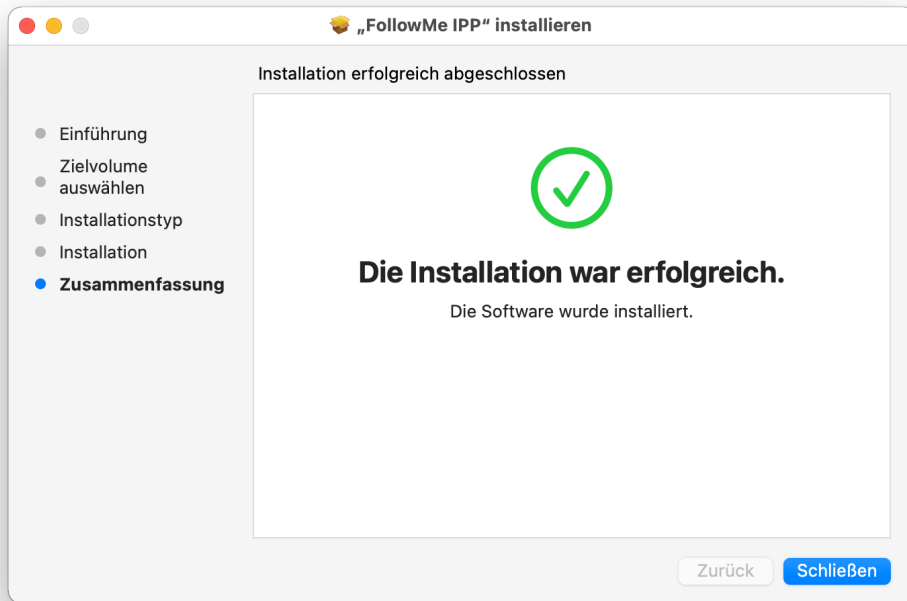 „FollowMe IPP“ installieren
Installation erfolgreich abgeschlossen
Einführung
Zielvolume
auswählen
Installationstyp
Installation
Zusammenfassung
Die Installation war erfolgreich.
Die Software wurde installiert.
Zurück
Schließen